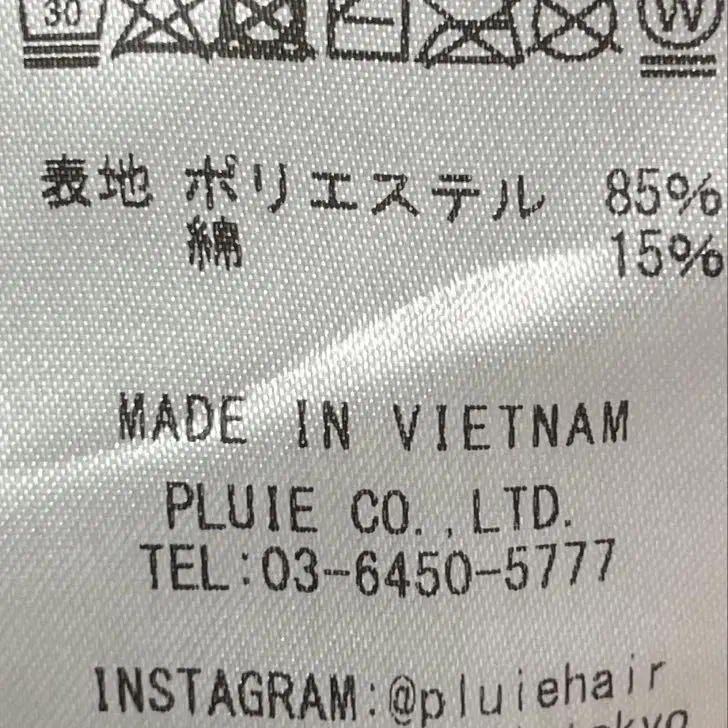 30 W
表地 ポリエステル 85%
綿 15%
MADE IN VIETNAM
PLUIE CO.,LTD.
TEL:03-6450-5777
INSTAGRAM:@pluiehair